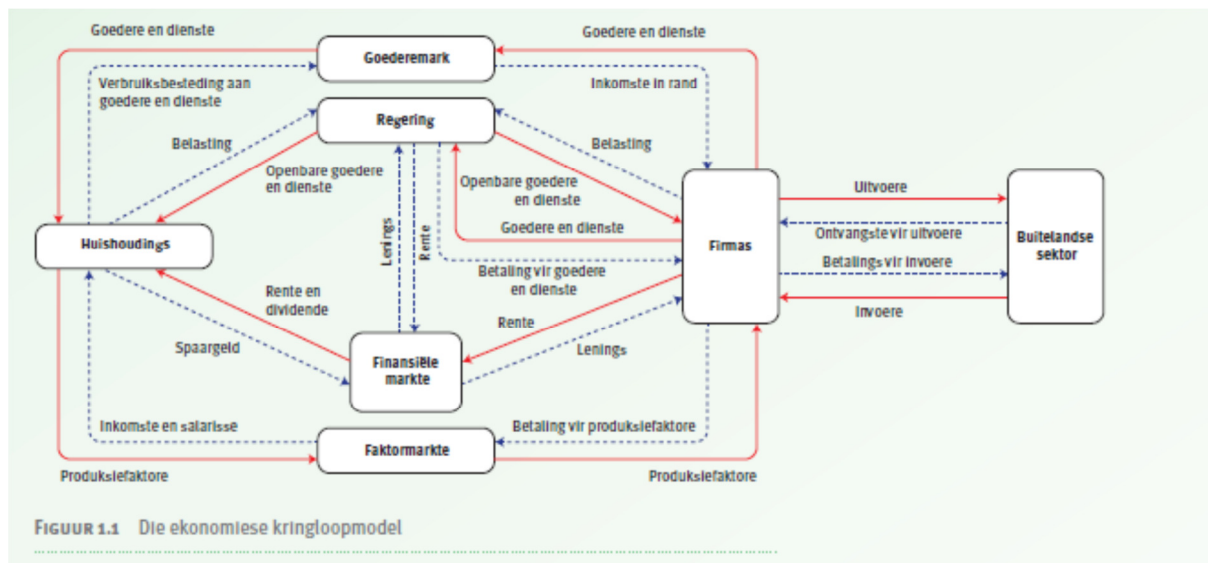 Goedere en dienste
Goedere en dienste
Goederemark
Verbruiksbesteding aan
goedere en dienste
Inkomste in rand
Regering
Belasting
Belasting
Openbare goedere
en dienste
Openbare goedere
en dienste
Uitvoere
Lenings
Rente
Goedere en dienste
Huishoudings
Firmas
Ontvangste vir uitvoere
Buitelandse
sektor
Betalings vir invoere
Betaling vir goedere
en dienste
Rente en
dividende
Invoere
Rente
Spaargeld
Lenings
Finansiële
markte
Inkomste en salarisse
Betaling vir produksiefaktore
Faktormarkte
Produksiefaktore
Produksiefaktore
FIGUUR 1.1 Die ekonomiese kringloopmodel